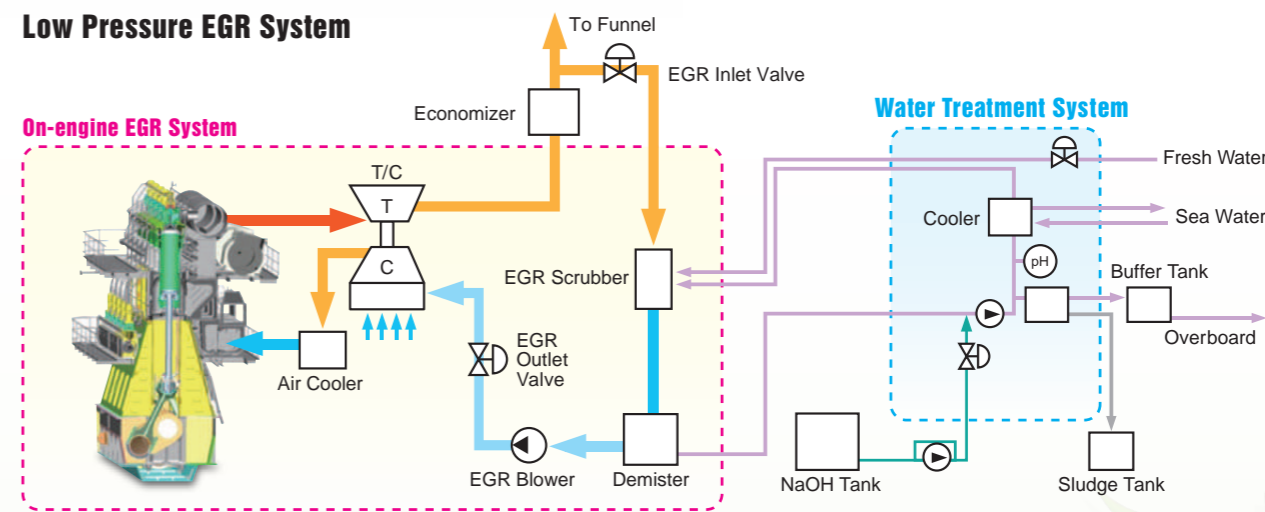 Low Pressure EGR System
To Funnel
EGR Inlet Valve
Economizer
Water Treatment System
On-engine EGR System
Fresh Water
T/C
T
Cooler
Sea Water
C
EGR Scrubber
pH
Buffer Tank
Overboard
EGR
Outlet
Valve
Air Cooler
EGR Blower
Demister
NaOH Tank
Sludge Tank